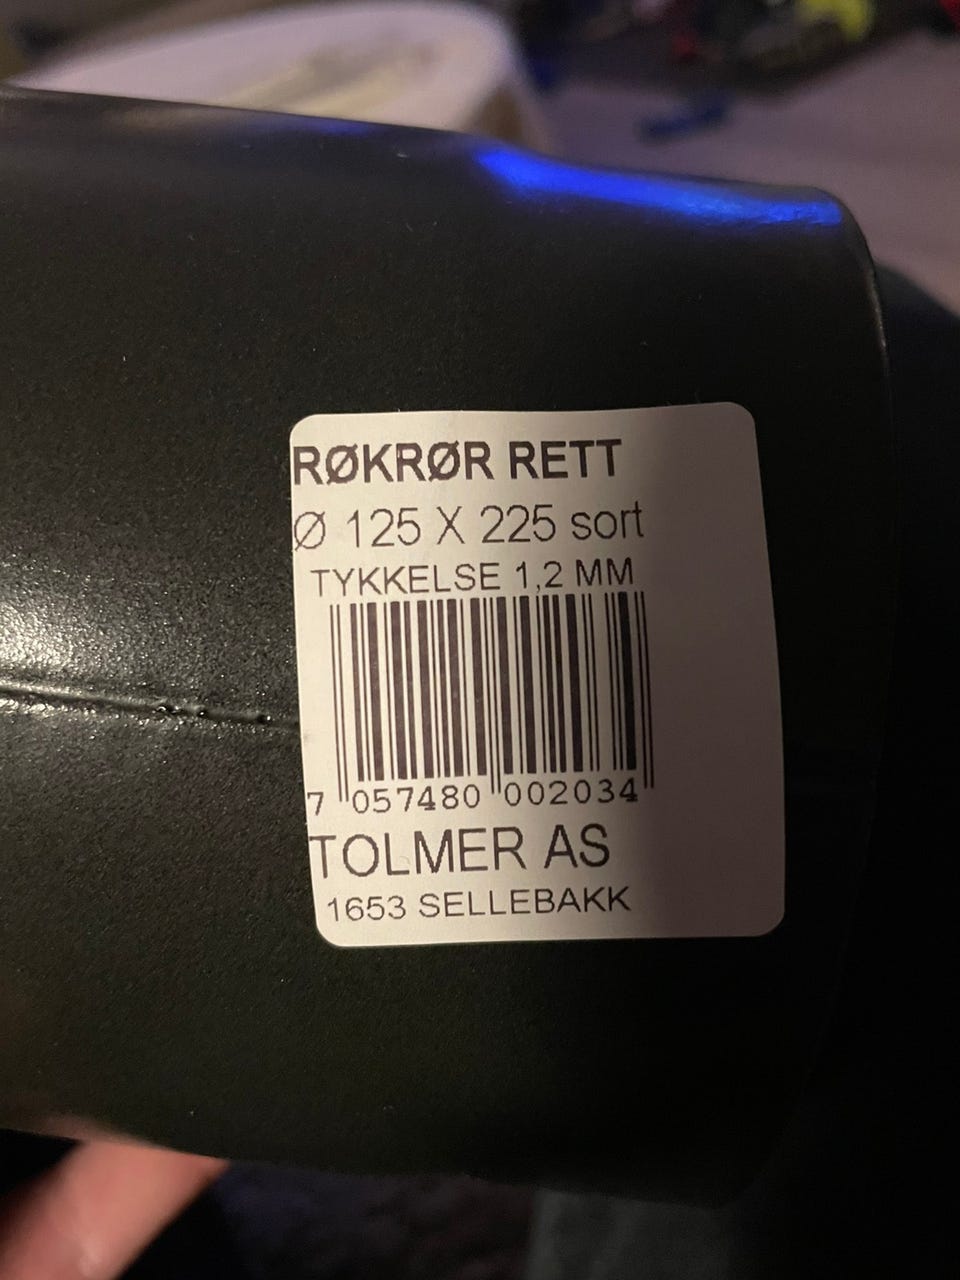 RØKRØR RETT
Ø 125 X 225 sort
TYKKELSE 1,2 MM
7 057480 002034
TOLMER AS
1653 SELLEBAKK